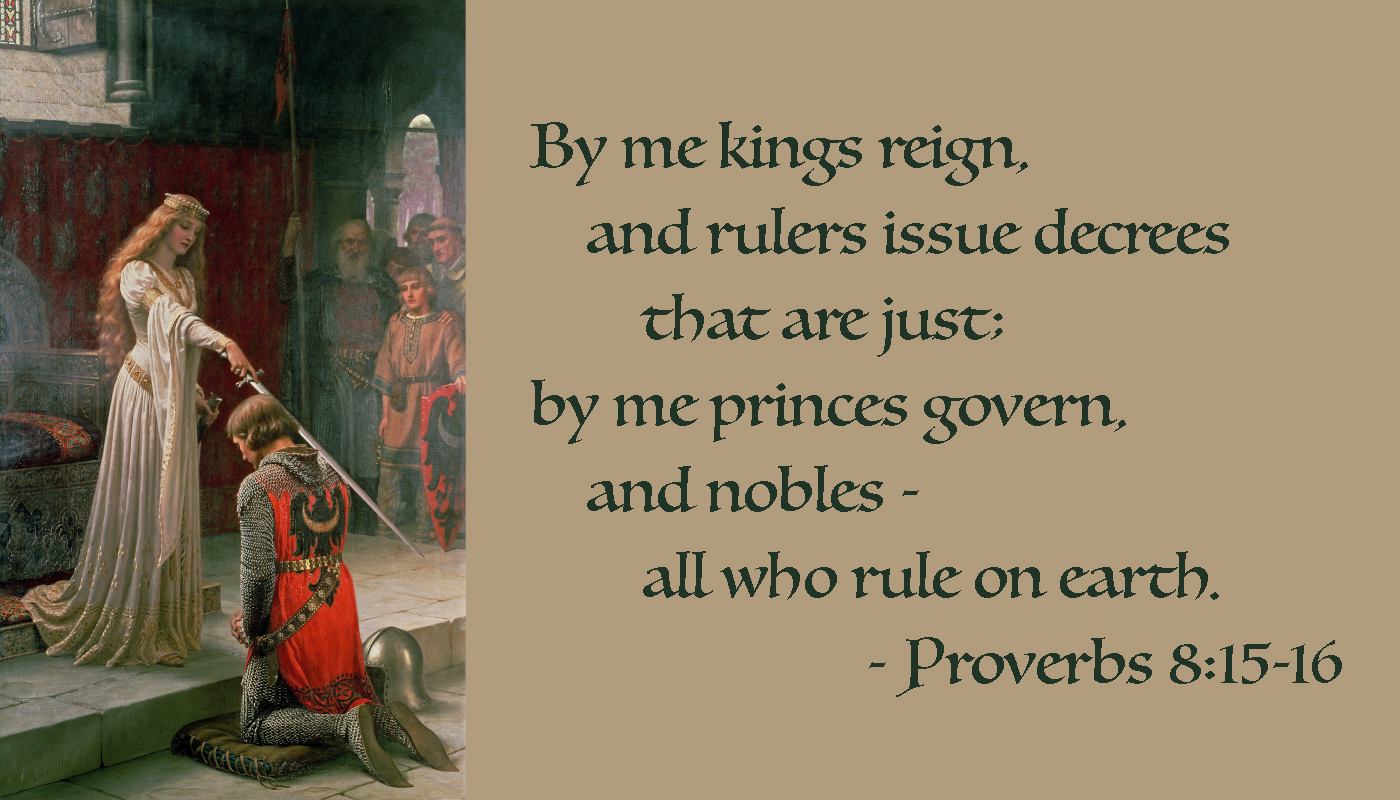 By me kings reign,
and rulers issue decrees
that are just;
by me princes govern,
and nobles -
all who rule on earth.
- Proverbs 8:15-16